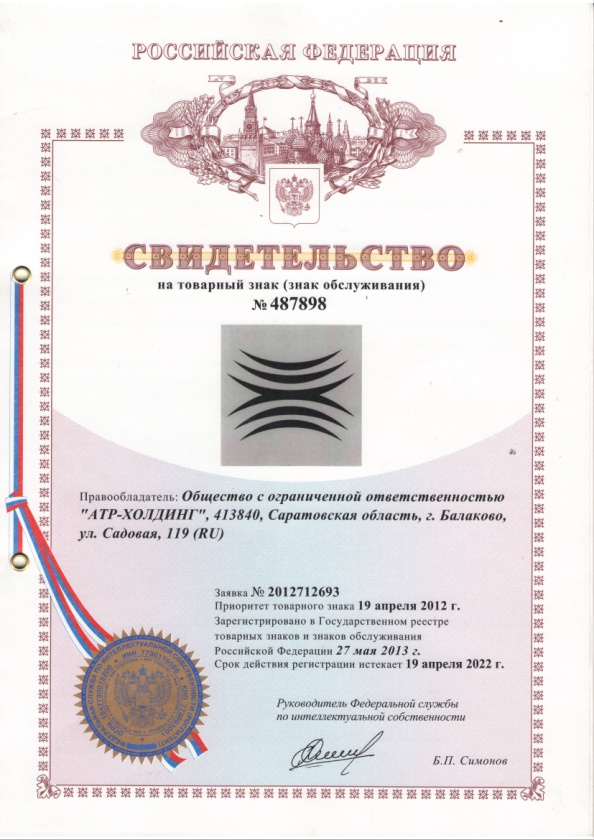 РОССИЙСКАЯ ФЕДЕРАЦИЯ
СВИДЕТЕЛЬСТВО
на товарный знак (знак обслуживания)
№ 487898
Правообладатель: Общество с ограниченной ответственностью
"АТР-ХОЛДИНГ", 413840, Саратовская область, г. Балаково,
ул. Садовая, 119 (RU)
Заявка № 2012712693
Приоритет товарного знака 19 апреля 2012 г.
Зарегистрировано в Государственном реестре
товарных знаков и знаков обслуживания
Российской Федерации 27 мая 2013 г.
Срок действия регистрации истекает 19 апреля 2022 г.
Руководитель Федеральной службы
по интеллектуальной собственности
Б.П. Симонов